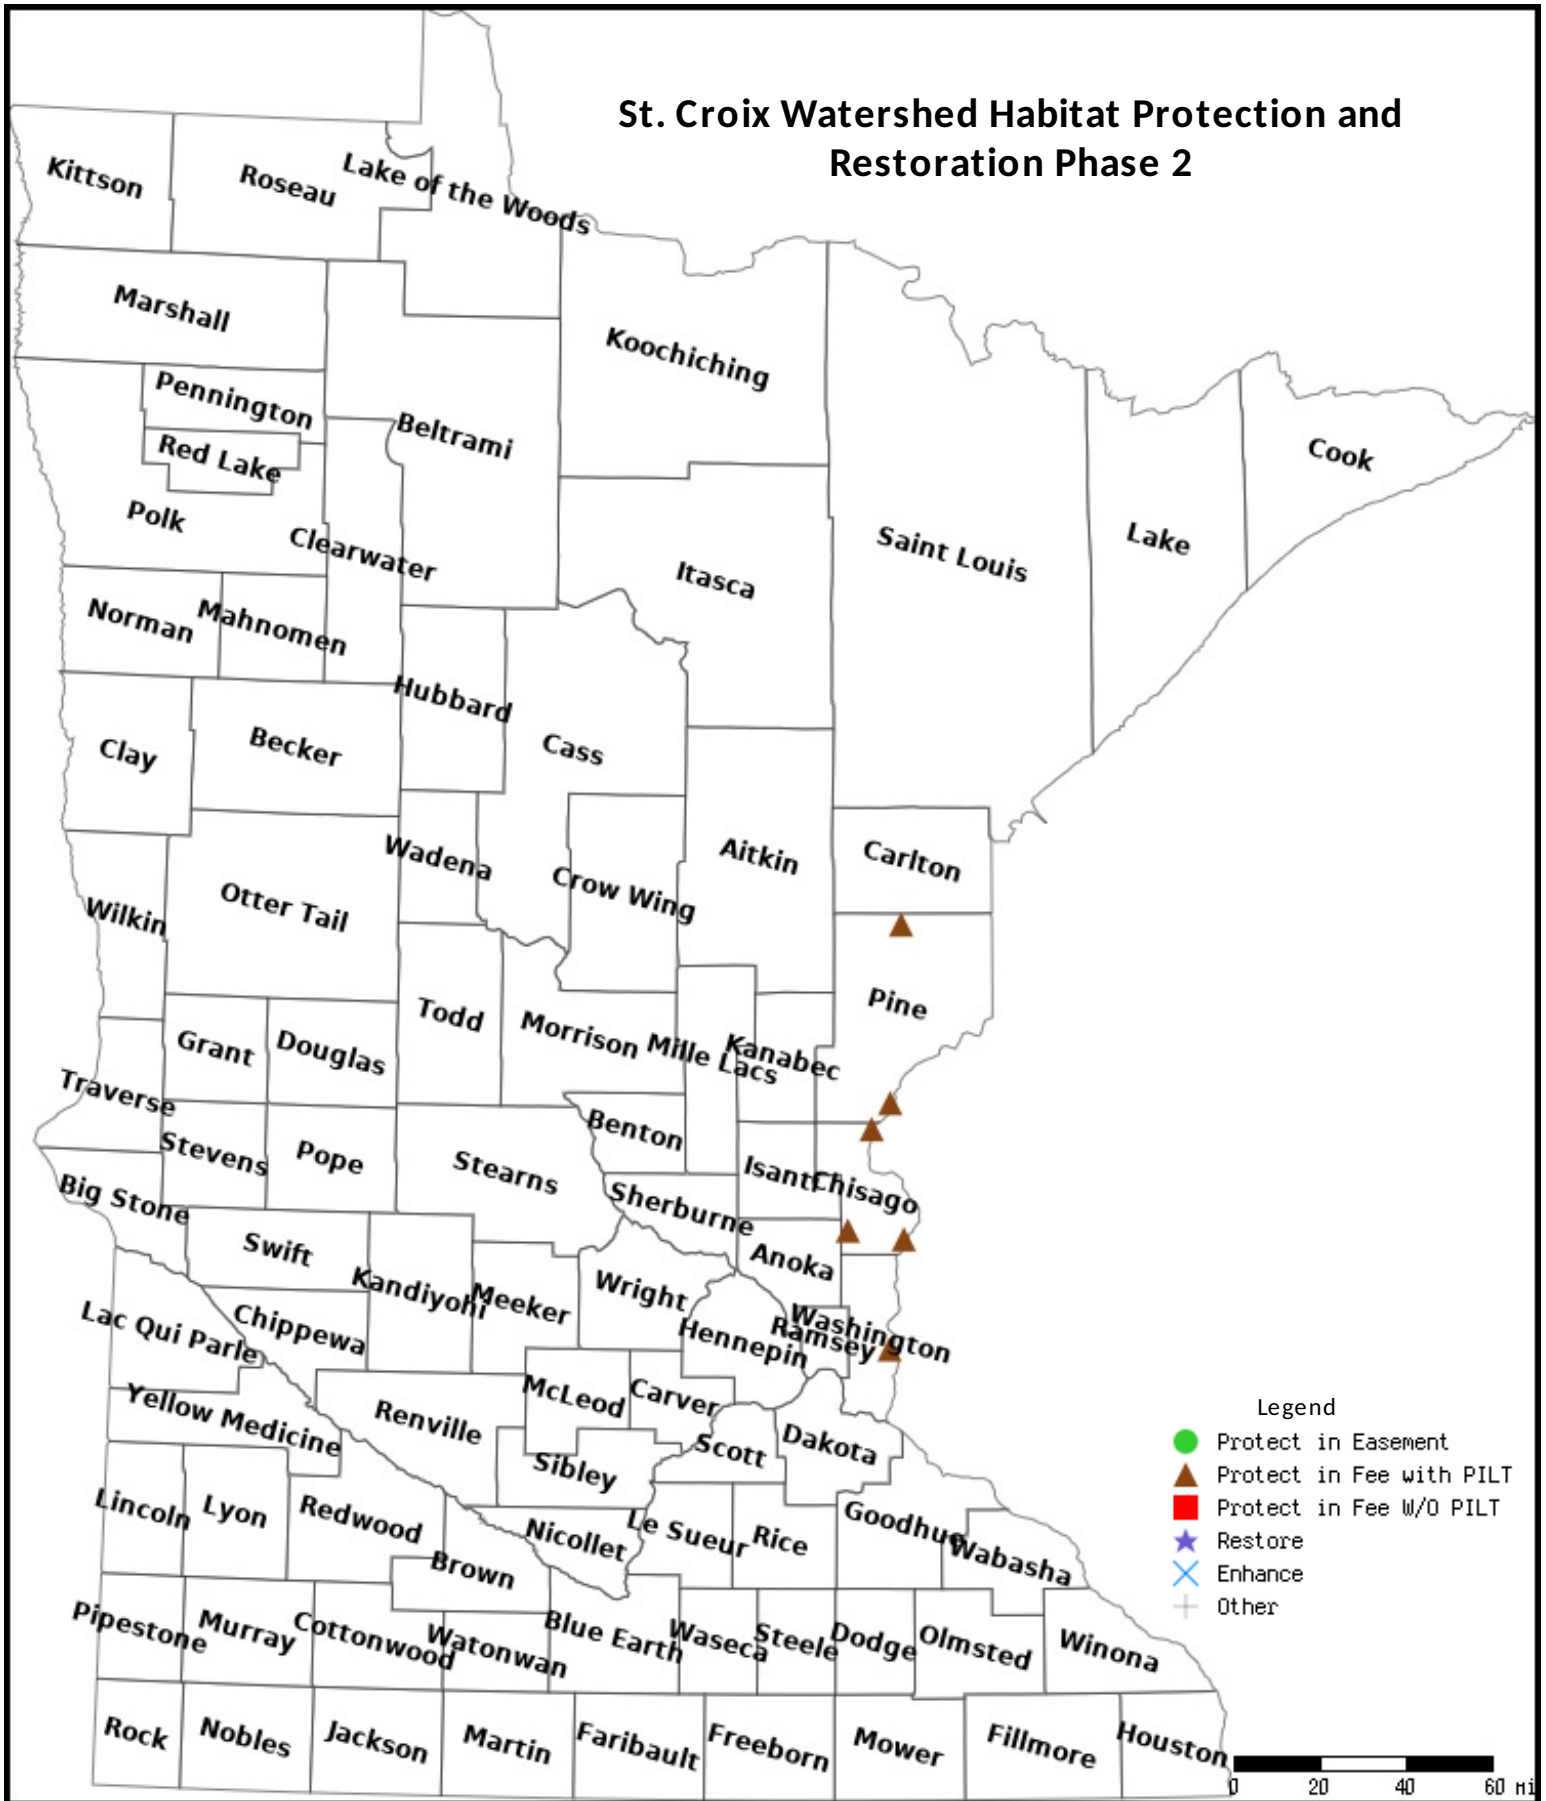 St. Croix Watershed Habitat Protection and
Restoration Phase 2
Kittson
Roseau
Lake of the Woods
Marshall
Koochiching
Pennington
Beltrami
Red Lake
Cook
Polk
Clearwater
Itasca
Saint Louis
Lake
Norman
Mahnomen
Hubbard
Clay
Becker
Cass
Wadena
Aitkin
Carlton
Wilkin
Otter Tail
Crow Wing
Pine
Todd
Morrison
Mille Lacs
Kanabec
Grant
Douglas
Traverse
Benton
Stevens
Pope
Stearns
Isanti
Chisago
Big Stone
Sherburne
Swift
Anoka
Kandiyohi
Meeker
Wright
Lac Qui Parle
Chippewa
Hennepin
Ramsey
Washington
McLeod
Carver
Yellow Medicine
Renville
Scott
Dakota
Sibley
Lincoln
Lyon
Redwood
Nicollet
Le Sueur
Rice
Goodhue
Wabasha
Brown
Pipestone
Murray
Cottonwood
Watonwan
Blue Earth
Waseca
Steele
Dodge
Olmsted
Winona
Rock
Nobles
Jackson
Martin
Faribault
Freeborn
Mower
Fillmore
Houston
Legend
Protect in Easement
Protect in Fee with PILT
Protect in Fee W/O PILT
Restore
Enhance
Other
0 20 40 60 mi